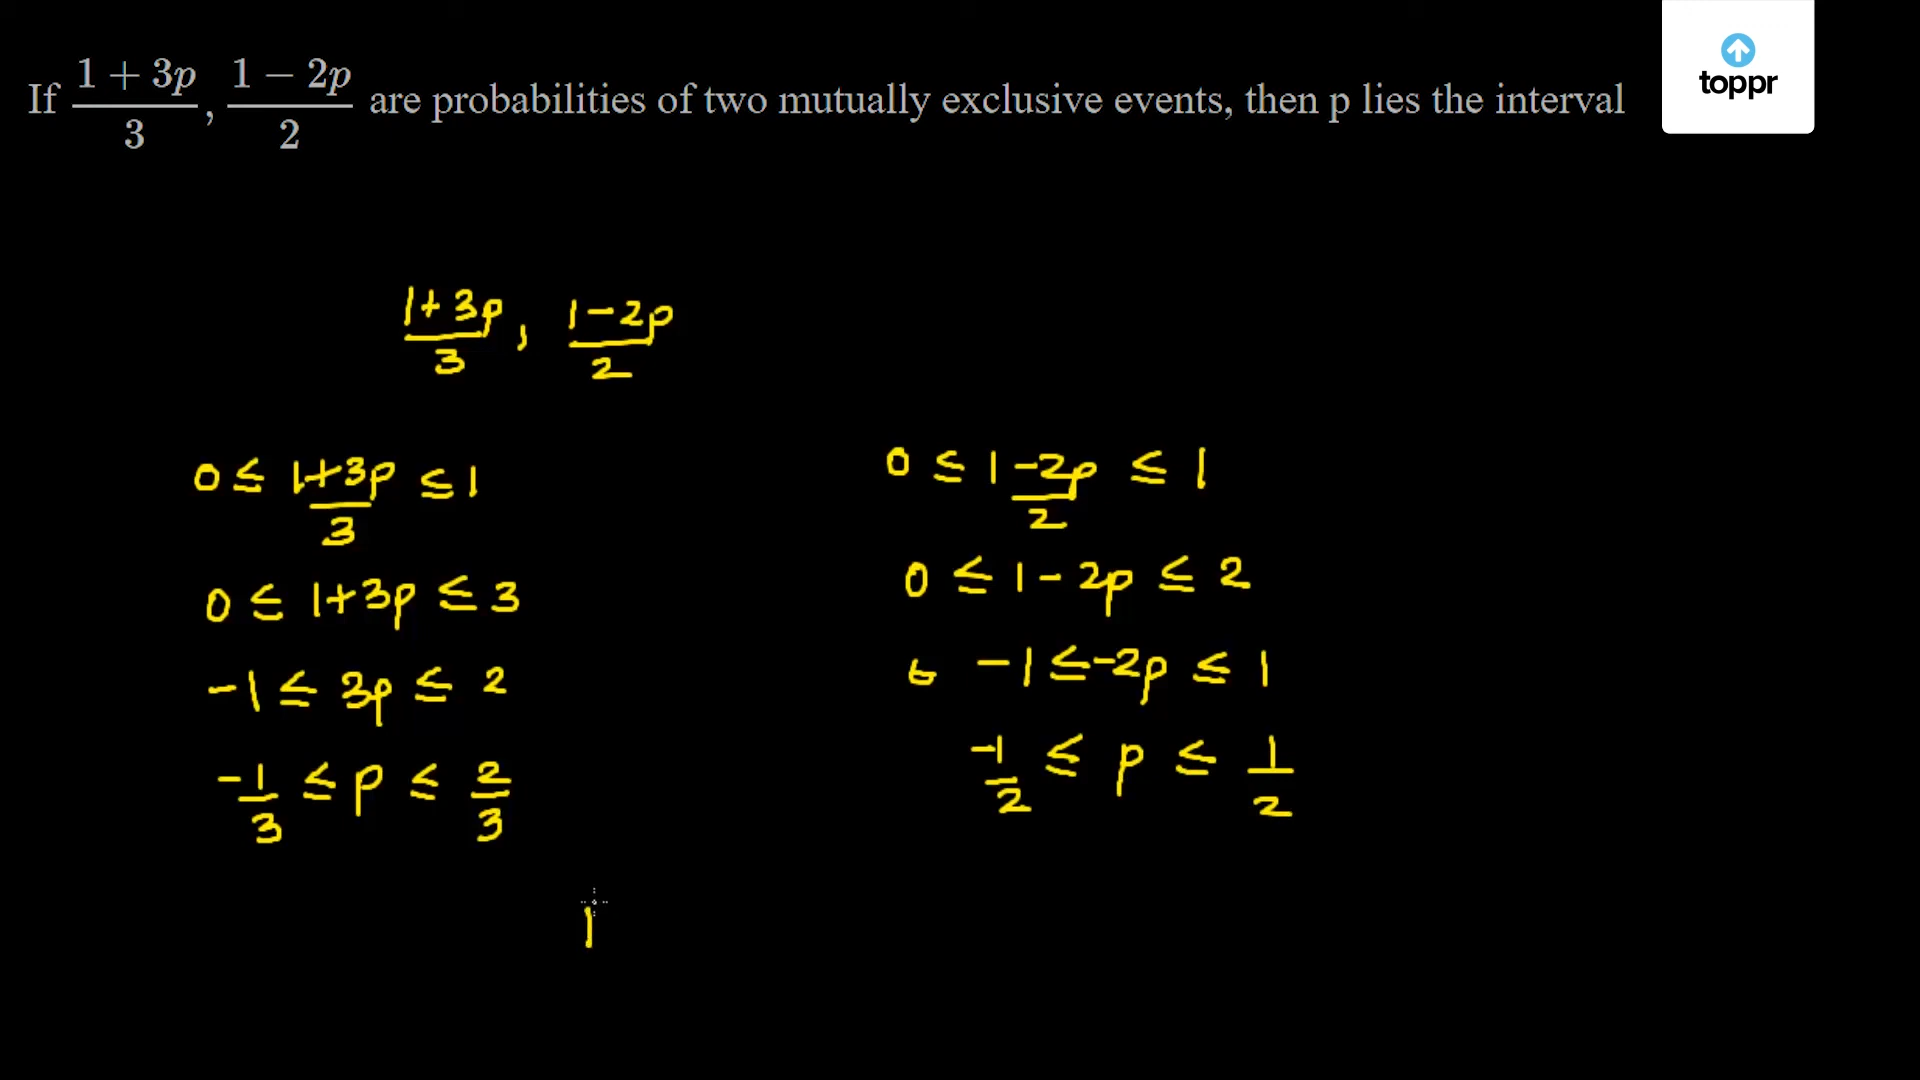 If (1 + 3p)/3, (1 − 2p)/2 are probabilities of two mutually exclusive events, then p lies the interval
toppr
(1+3p)/3, (1-2p)/2
0 ≤ (1+3p)/3 ≤ 1
0 ≤ (1-2p)/2 ≤ 1
0 ≤ 1+3p ≤ 3
0 ≤ 1-2p ≤ 2
-1 ≤ 3p ≤ 2
-1 ≤ -2p ≤ 1
-1/3 ≤ p ≤ 2/3
-1/2 ≤ p ≤ 1/2